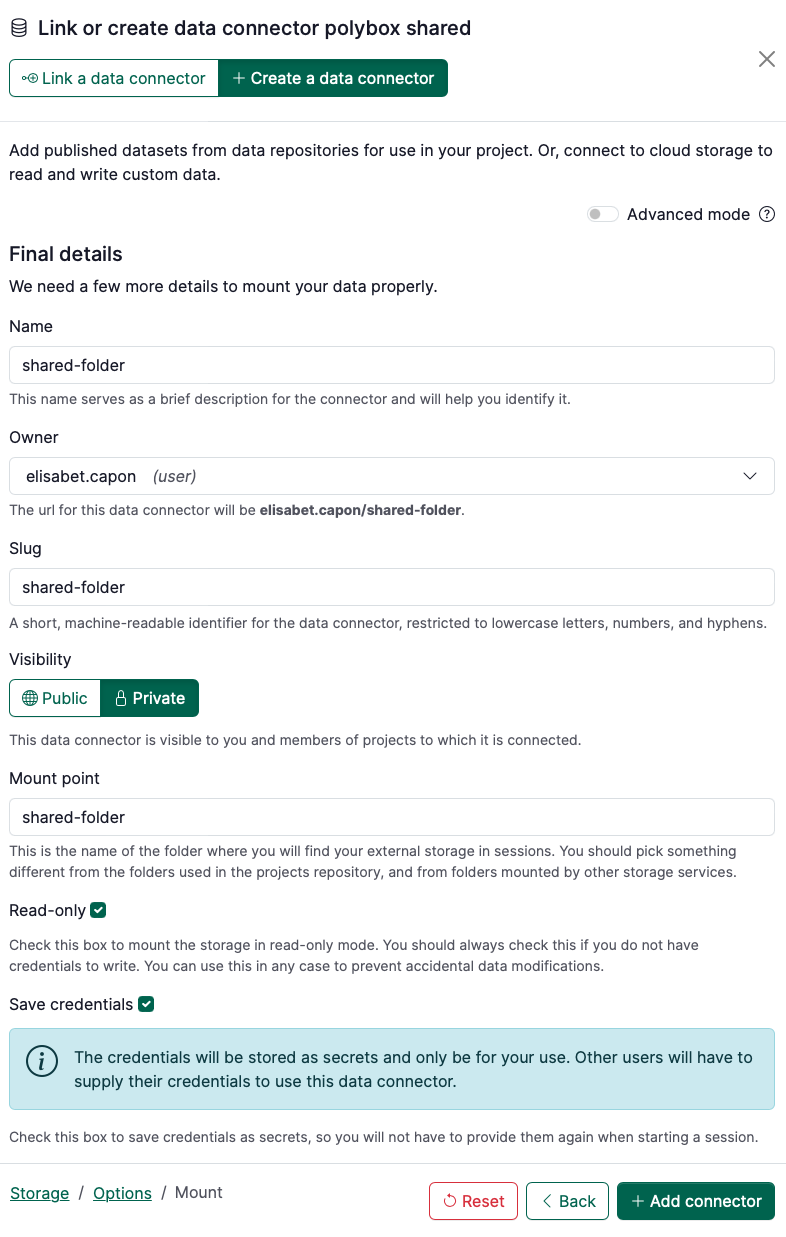 Link or create data connector polybox shared
Link a data connector
Create a data connector
Add published datasets from data repositories for use in your project. Or, connect to cloud storage to
read and write custom data.
Advanced mode
Final details
We need a few more details to mount your data properly.
Name
shared-folder
This name serves as a brief description for the connector and will help you identify it.
Owner
elisabet.capon (user)
The url for this data connector will be elisabet.capon/shared-folder.
Slug
shared-folder
A short, machine-readable identifier for the data connector, restricted to lowercase letters, numbers, and hyphens.
Visibility
Public
Private
This data connector is visible to you and members of projects to which it is connected.
Mount point
shared-folder
This is the name of the folder where you will find your external storage in sessions. You should pick something
different from the folders used in the projects repository, and from folders mounted by other storage services.
Read-only
Check this box to mount the storage in read-only mode. You should always check this if you do not have
credentials to write. You can use this in any case to prevent accidental data modifications.
Save credentials
The credentials will be stored as secrets and only be for your use. Other users will have to
supply their credentials to use this data connector.
Check this box to save credentials as secrets, so you will not have to provide them again when starting a session.
Storage / Options / Mount
Reset
Back
Add connector